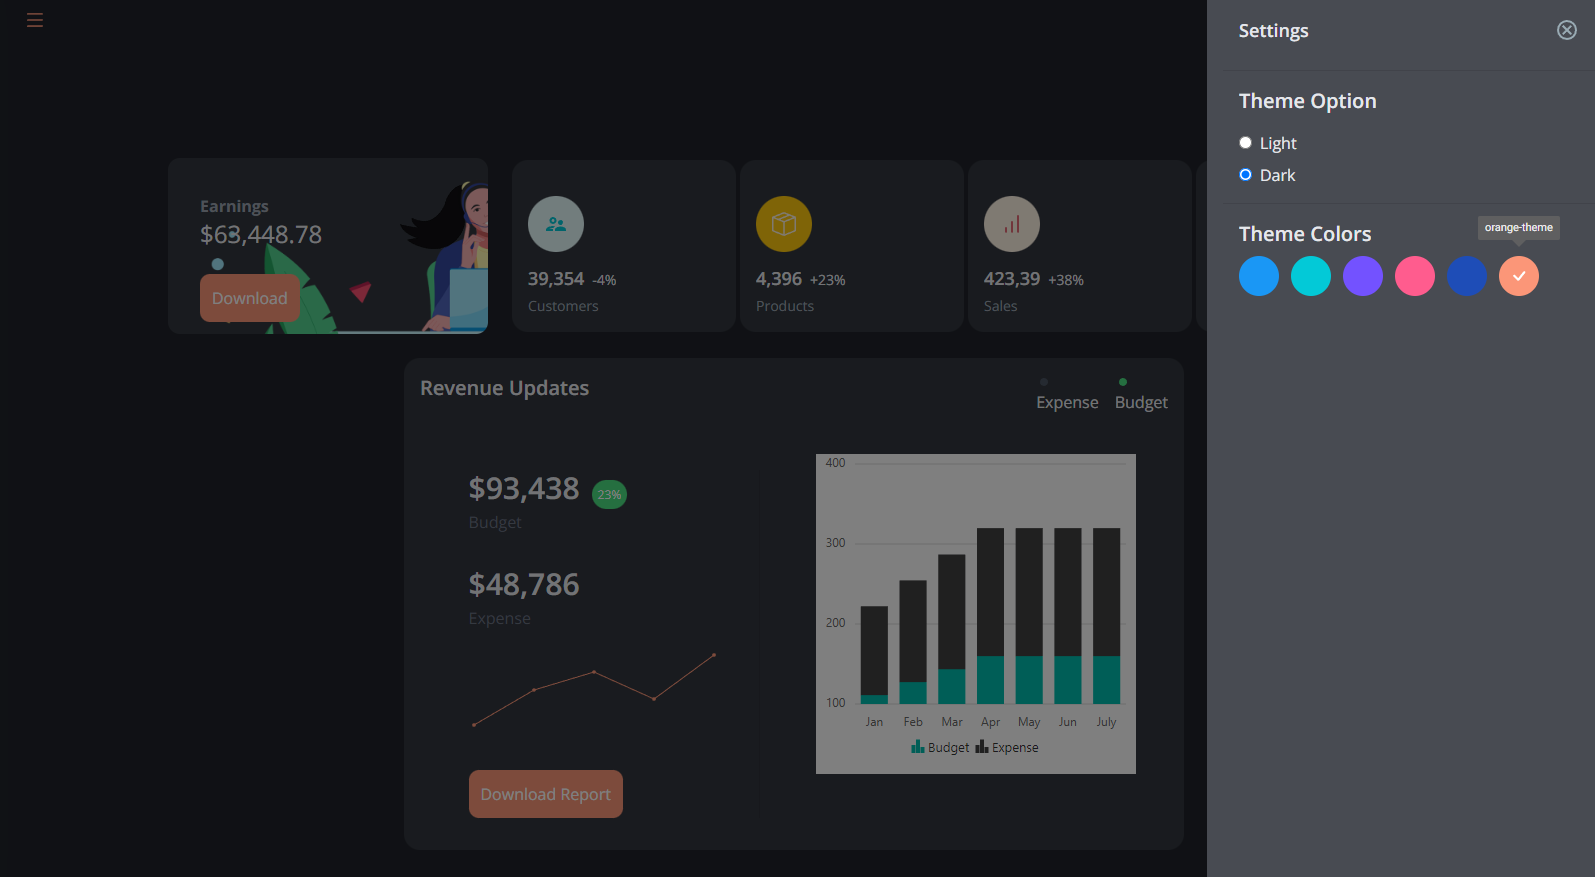 Settings
Theme Option
Light
Dark
Theme Colors
orange-theme
Earnings
$63,448.78
Download
39,354 -4%
Customers
4,396 +23%
Products
423,39 +38%
Sales
Revenue Updates
Expense
Budget
$93,438 23%
Budget
$48,786
Expense
Download Report
400
300
200
100
Jan Feb Mar Apr May Jun July
Budget Expense